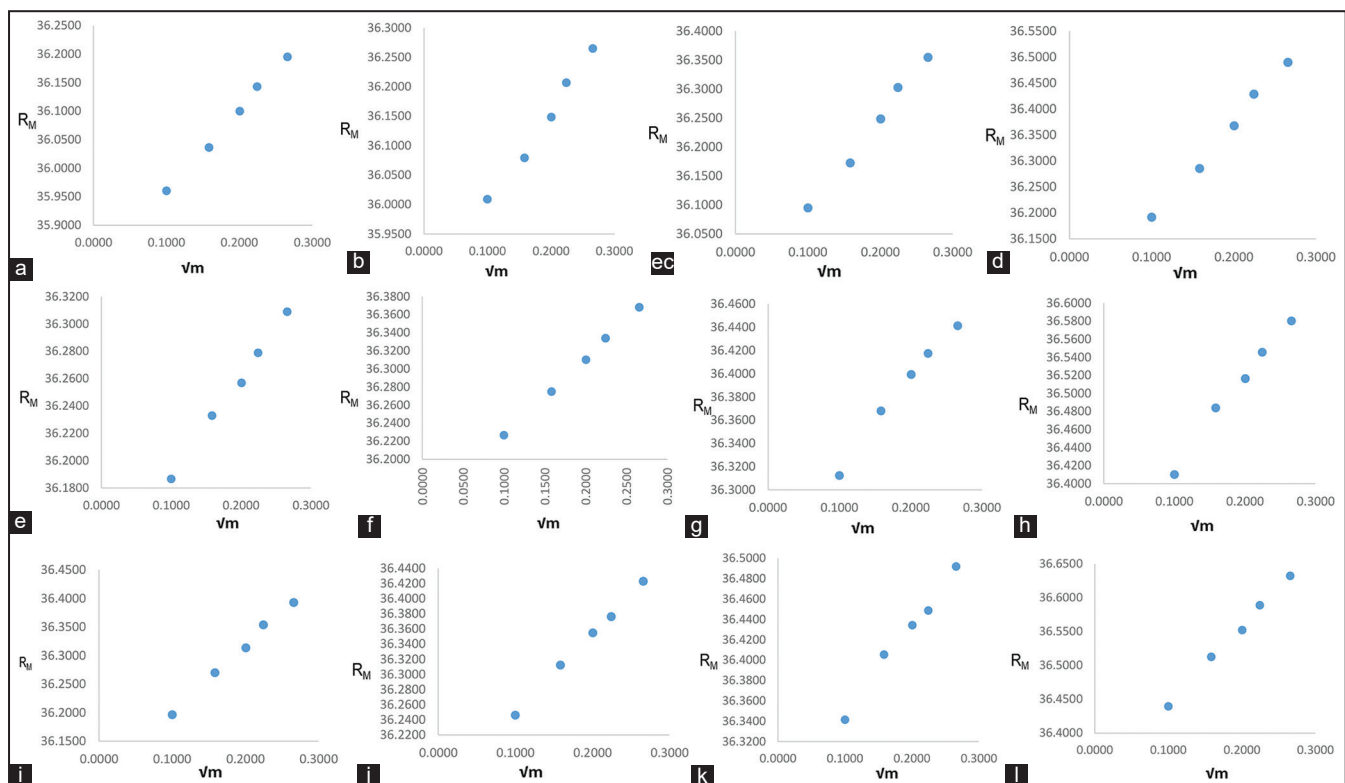 36.2500
36.2000
36.1500
R_M
36.1000
36.0500
36.0000
35.9500
35.9000
0.0000 0.1000 0.2000 0.3000
√m
a
36.3000
36.2500
36.2000
36.1500
R_M
36.1000
36.0500
36.0000
35.9500
0.0000 0.1000 0.2000 0.3000
√m
b
36.4000
36.3500
36.3000
36.2500
R_M
36.2000
36.1500
36.1000
36.0500
0.0000 0.1000 0.2000 0.3000
√m
ec
36.5500
36.5000
36.4500
36.4000
36.3500
R_M
36.3000
36.2500
36.2000
36.1500
0.0000 0.1000 0.2000 0.3000
√m
d
36.3200
36.3000
36.2800
36.2600
R_M
36.2400
36.2200
36.2000
36.1800
0.0000 0.1000 0.2000 0.3000
√m
e
36.3800
36.3600
36.3400
36.3200
36.3000
36.2800
R_M
36.2600
36.2400
36.2200
36.2000
0.0000 0.0500 0.1000 0.1500 0.2000 0.2500 0.3000
√m
f
36.4600
36.4400
36.4200
36.4000
36.3800
R_M
36.3600
36.3400
36.3200
36.3000
0.0000 0.1000 0.2000 0.3000
√m
g
36.6000
36.5800
36.5600
36.5400
36.5200
36.5000
R_M
36.4800
36.4600
36.4400
36.4200
36.4000
0.0000 0.1000 0.2000 0.3000
√m
h
36.4500
36.4000
36.3500
36.3000
R_M
36.2500
36.2000
36.1500
0.0000 0.1000 0.2000 0.3000
√m
i
36.4400
36.4200
36.4000
36.3800
36.3600
36.3400
36.3200
R_M
36.3000
36.2800
36.2600
36.2400
36.2200
0.0000 0.1000 0.2000 0.3000
√m
j
36.5000
36.4800
36.4600
36.4400
36.4200
36.4000
R_M
36.3800
36.3600
36.3400
36.3200
0.0000 0.1000 0.2000 0.3000
√m
k
36.6500
36.6000
36.5500
36.5000
R_M
36.4500
36.4000
0.0000 0.1000 0.2000 0.3000
√m
l